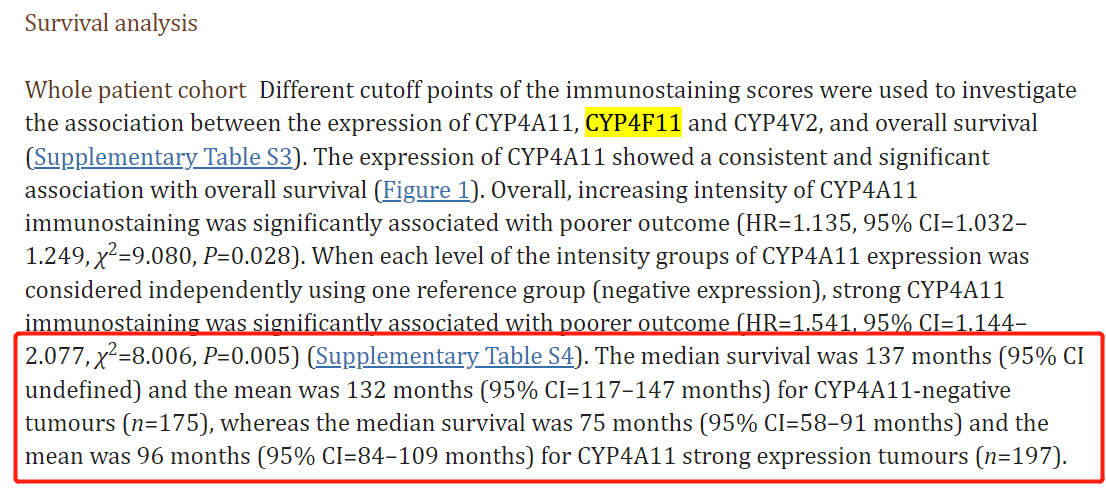 Survival analysis
Whole patient cohort  Different cutoff points of the immunostaining scores were used to investigate
the association between the expression of CYP4A11, CYP4F11 and CYP4V2, and overall survival
(Supplementary Table S3). The expression of CYP4A11 showed a consistent and significant
association with overall survival (Figure 1). Overall, increasing intensity of CYP4A11
immunostaining was significantly associated with poorer outcome (HR=1.135, 95% CI=1.032–
1.249, χ²=9.080, P=0.028). When each level of the intensity groups of CYP4A11 expression was
considered independently using one reference group (negative expression), strong CYP4A11
immunostaining was significantly associated with poorer outcome (HR=1.541, 95% CI=1.144–
2.077, χ²=8.006, P=0.005) (Supplementary Table S4). The median survival was 137 months (95% CI
undefined) and the mean was 132 months (95% CI=117–147 months) for CYP4A11-negative
tumours (n=175), whereas the median survival was 75 months (95% CI=58–91 months) and the
mean was 96 months (95% CI=84–109 months) for CYP4A11 strong expression tumours (n=197).